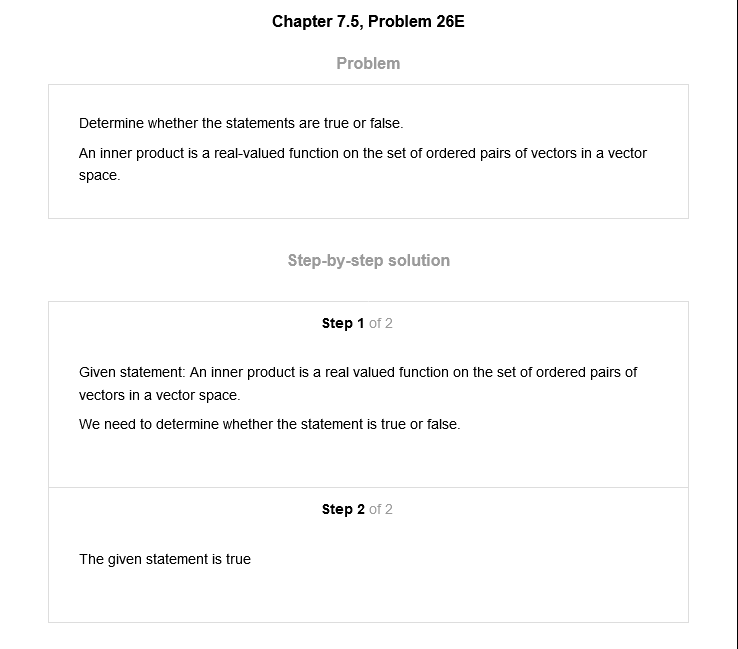 Chapter 7.5, Problem 26E
Problem
Determine whether the statements are true or false.
An inner product is a real-valued function on the set of ordered pairs of vectors in a vector
space.
Step-by-step solution
Step 1 of 2
Given statement: An inner product is a real valued function on the set of ordered pairs of
vectors in a vector space.
We need to determine whether the statement is true or false.
Step 2 of 2
The given statement is true